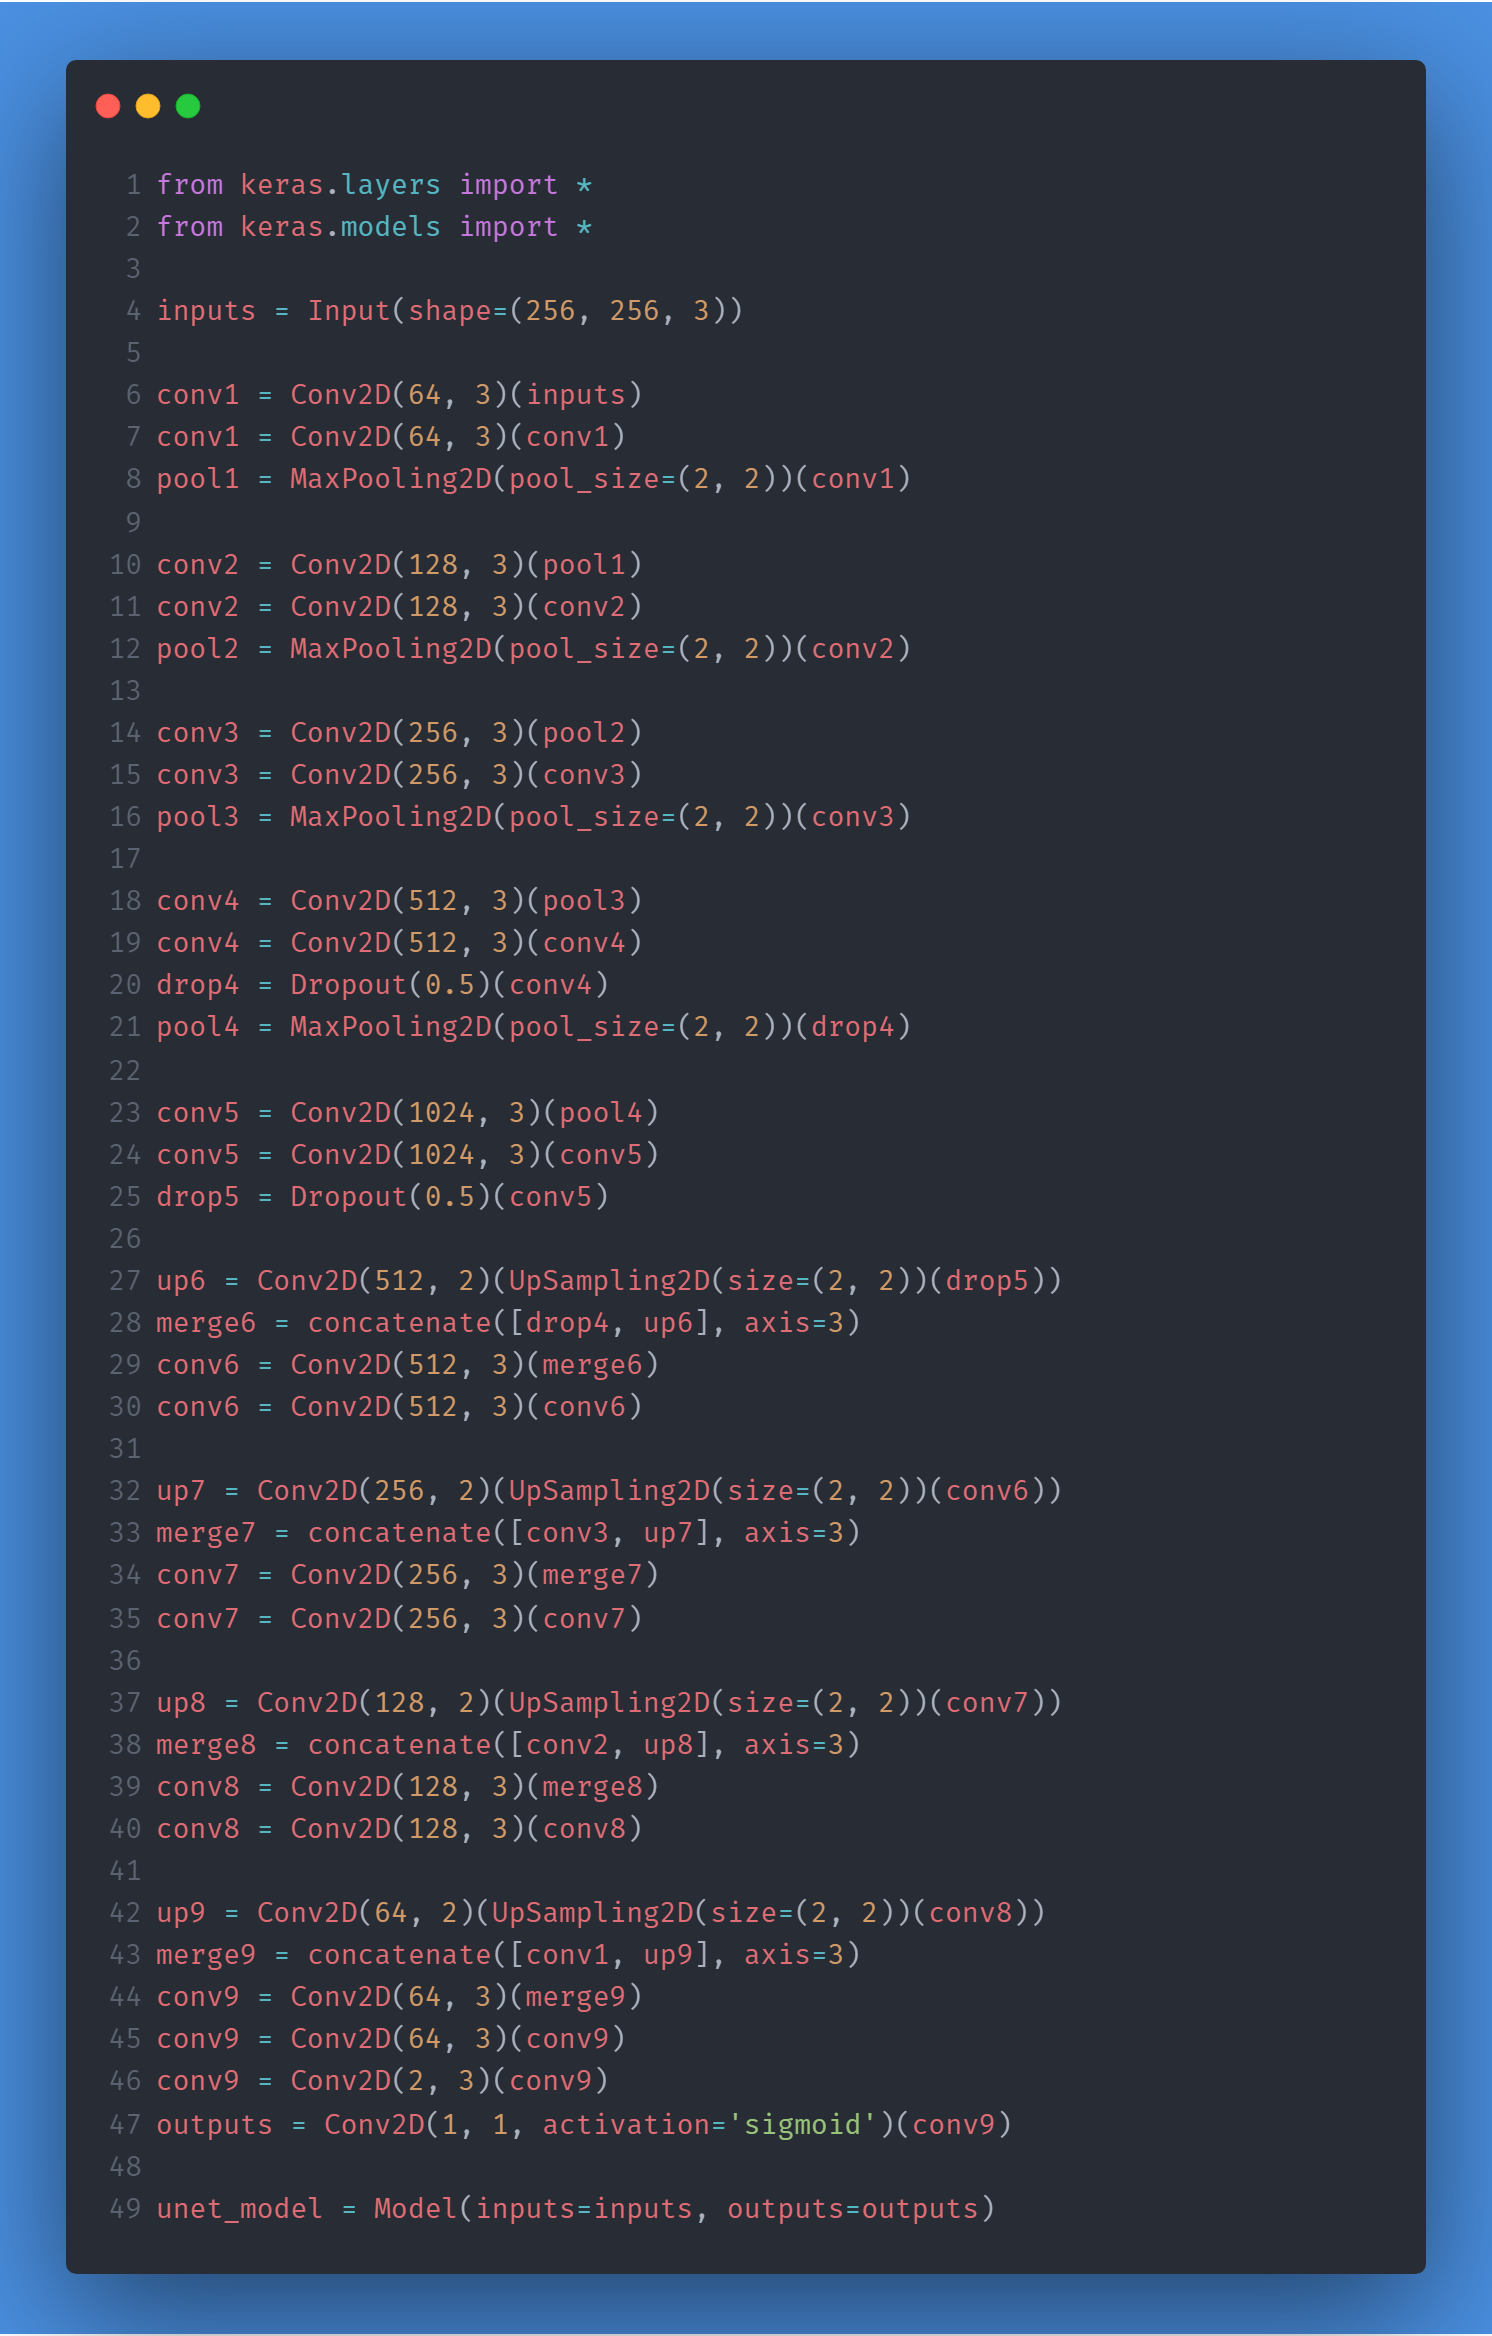 1 from keras.layers import *
2 from keras.models import *
3
4 inputs = Input(shape=(256, 256, 3))
5
6 conv1 = Conv2D(64, 3)(inputs)
7 conv1 = Conv2D(64, 3)(conv1)
8 pool1 = MaxPooling2D(pool_size=(2, 2))(conv1)
9
10 conv2 = Conv2D(128, 3)(pool1)
11 conv2 = Conv2D(128, 3)(conv2)
12 pool2 = MaxPooling2D(pool_size=(2, 2))(conv2)
13
14 conv3 = Conv2D(256, 3)(pool2)
15 conv3 = Conv2D(256, 3)(conv3)
16 pool3 = MaxPooling2D(pool_size=(2, 2))(conv3)
17
18 conv4 = Conv2D(512, 3)(pool3)
19 conv4 = Conv2D(512, 3)(conv4)
20 drop4 = Dropout(0.5)(conv4)
21 pool4 = MaxPooling2D(pool_size=(2, 2))(drop4)
22
23 conv5 = Conv2D(1024, 3)(pool4)
24 conv5 = Conv2D(1024, 3)(conv5)
25 drop5 = Dropout(0.5)(conv5)
26
27 up6 = Conv2D(512, 2)(UpSampling2D(size=(2, 2))(drop5))
28 merge6 = concatenate([drop4, up6], axis=3)
29 conv6 = Conv2D(512, 3)(merge6)
30 conv6 = Conv2D(512, 3)(conv6)
31
32 up7 = Conv2D(256, 2)(UpSampling2D(size=(2, 2))(conv6))
33 merge7 = concatenate([conv3, up7], axis=3)
34 conv7 = Conv2D(256, 3)(merge7)
35 conv7 = Conv2D(256, 3)(conv7)
36
37 up8 = Conv2D(128, 2)(UpSampling2D(size=(2, 2))(conv7))
38 merge8 = concatenate([conv2, up8], axis=3)
39 conv8 = Conv2D(128, 3)(merge8)
40 conv8 = Conv2D(128, 3)(conv8)
41
42 up9 = Conv2D(64, 2)(UpSampling2D(size=(2, 2))(conv8))
43 merge9 = concatenate([conv1, up9], axis=3)
44 conv9 = Conv2D(64, 3)(merge9)
45 conv9 = Conv2D(64, 3)(conv9)
46 conv9 = Conv2D(2, 3)(conv9)
47 outputs = Conv2D(1, 1, activation='sigmoid')(conv9)
48
49 unet_model = Model(inputs=inputs, outputs=outputs)